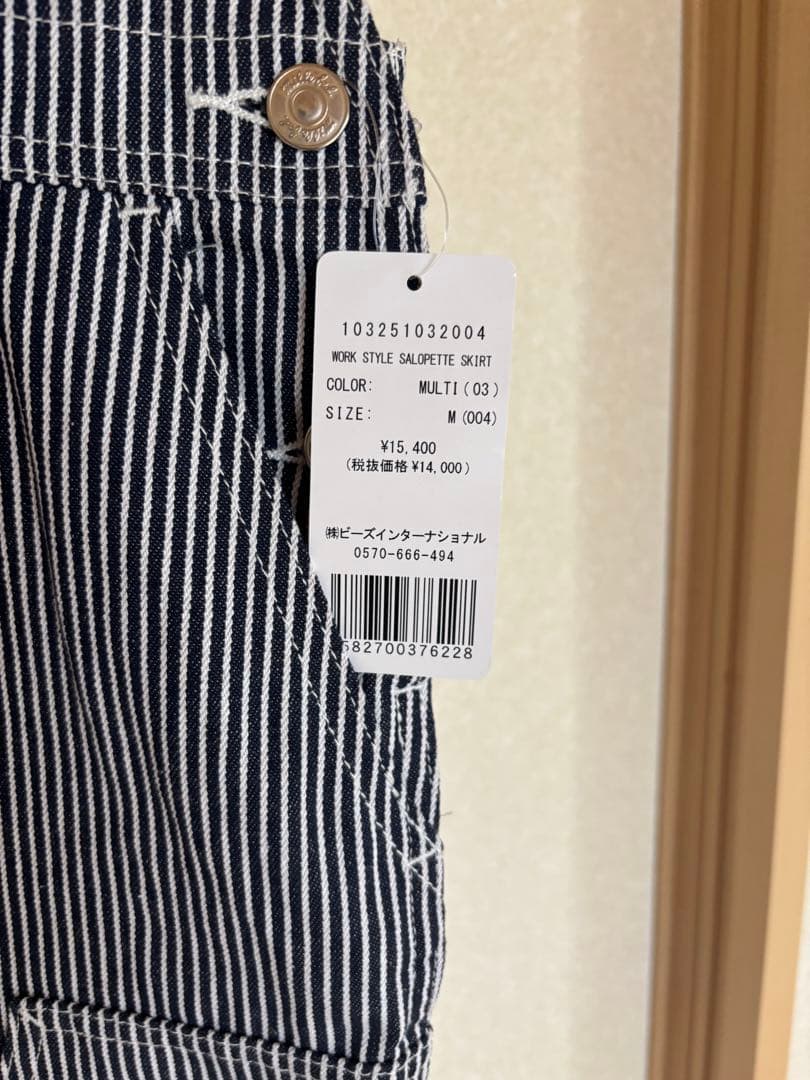 103251032004
WORK STYLE SALOPETTE SKIRT
COLOR: MULTI(03)
SIZE: M(004)
¥15,400
(税抜価格¥14,000)
㈱ビーズインターナショナル
0570-666-494
582700376228